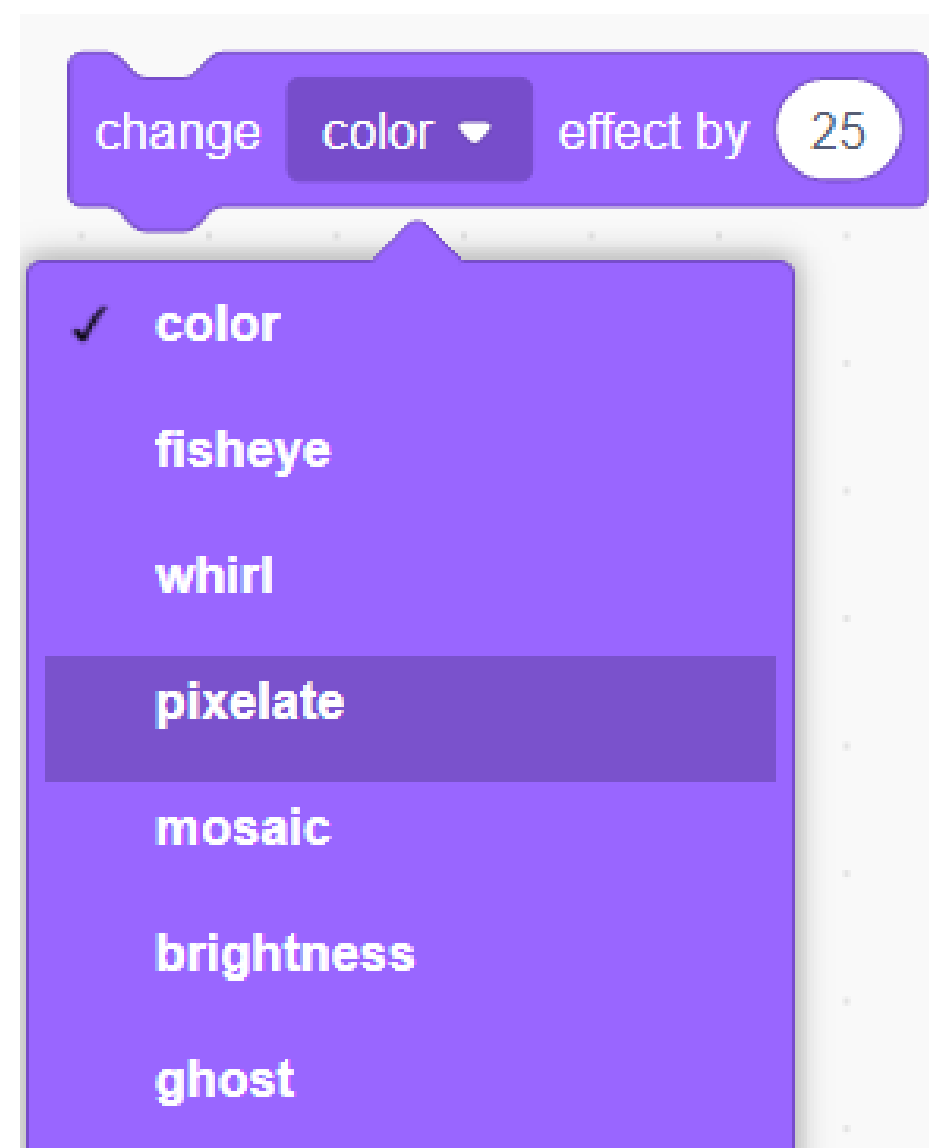 change color effect by 25
color
fisheye
whirl
pixelate
mosaic
brightness
ghost